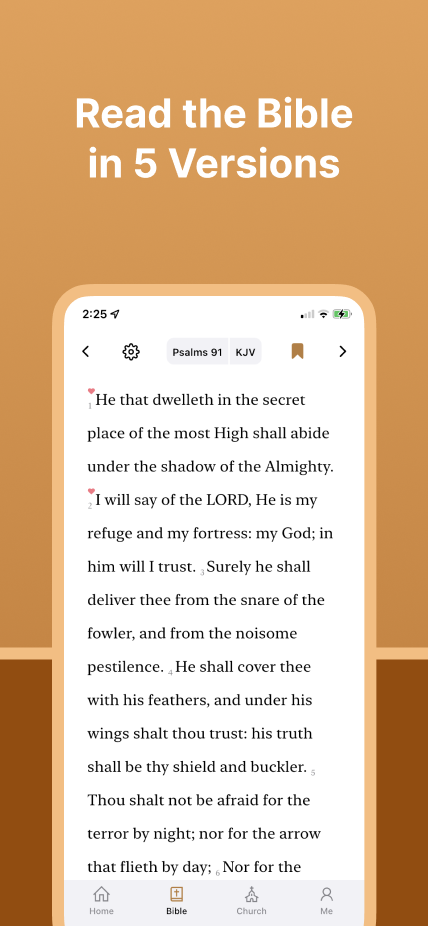 Read the Bible
in 5 Versions
2:25
Psalms 91 KJV
1 He that dwelleth in the secret
place of the most High shall abide
under the shadow of the Almighty.
2 I will say of the LORD, He is my
refuge and my fortress: my God; in
him will I trust. 3 Surely he shall
deliver thee from the snare of the
fowler, and from the noisome
pestilence. 4 He shall cover thee
with his feathers, and under his
wings shalt thou trust: his truth
shall be thy shield and buckler. 5
Thou shalt not be afraid for the
terror by night; nor for the arrow
that flieth by day; 6 Nor for the
Home Bible Church Me